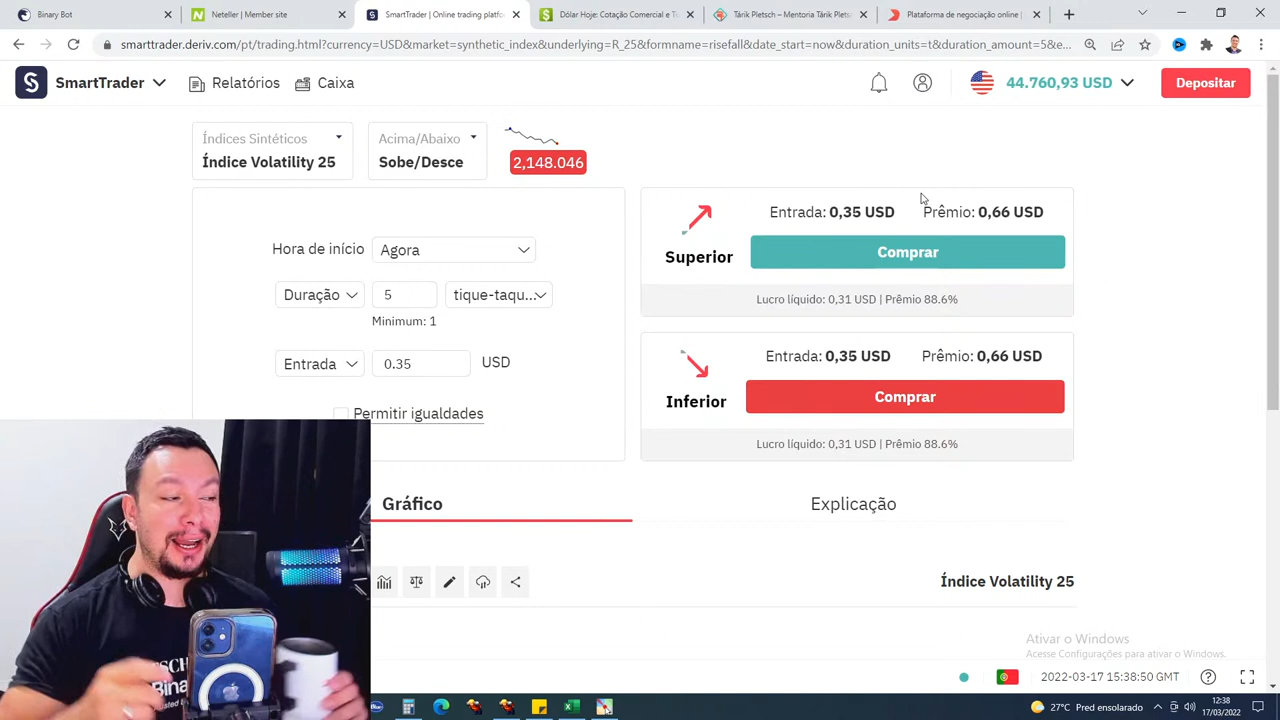 Binary Bot
Neteller | Member site
SmartTrader | Online trading platfo
Dólar Hoje: Cotação Comercial e Tu
Tárik Pletsch – Mentoria Tárik Pletsc
Plataforma de negociação online |
smarttrader.deriv.com/pt/trading.html?currency=USD&market=synthetic_index&underlying=R_25&formname=risefall&date_start=now&duration_units=t&duration_amount=5&e...
SmartTrader
Relatórios
Caixa
44.760,93 USD
Depositar
Índices Sintéticos
Índice Volatility 25
Acima/Abaixo
Sobe/Desce
2,148.046
Hora de início
Agora
Duração
5
tique-taqu...
Minimum: 1
Entrada
0.35
USD
Permitir igualdades
Superior
Entrada: 0,35 USD
Prêmio: 0,66 USD
Comprar
Lucro líquido: 0,31 USD | Prêmio 88.6%
Inferior
Entrada: 0,35 USD
Prêmio: 0,66 USD
Comprar
Lucro líquido: 0,31 USD | Prêmio 88.6%
Gráfico
Explicação
Índice Volatility 25
Ativar o Windows
Acesse Configurações para ativar o Windows.
2022-03-17 15:38:50 GMT
27°C Pred ensolarado
12:38
17/03/2022